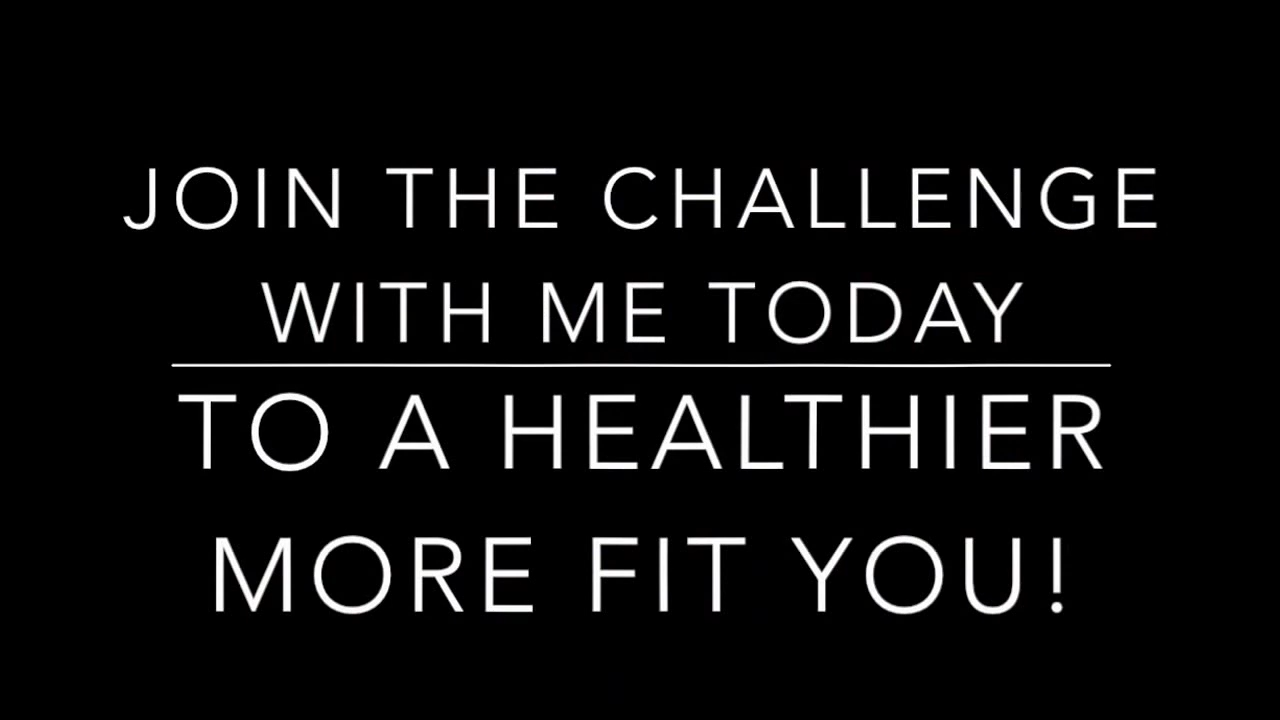 JOIN THE CHALLENGE
WITH ME TODAY
TO A HEALTHIER
MORE FIT YOU!